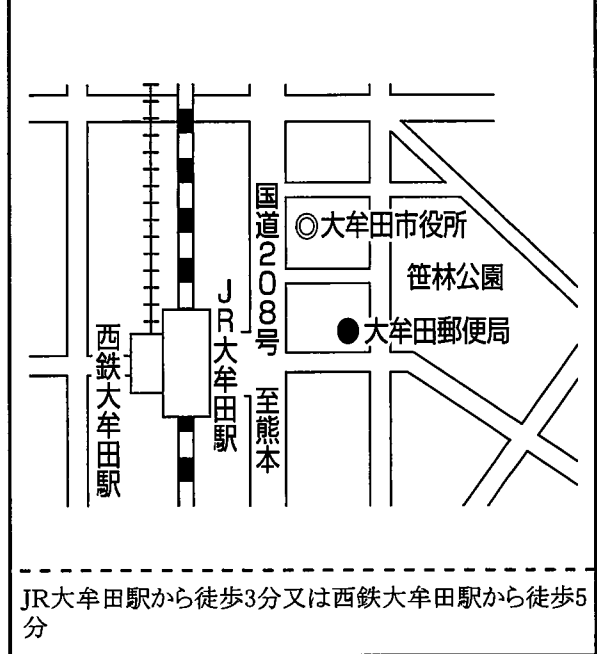 国道208号
◎大牟田市役所
笹林公園
●大牟田郵便局
JR大牟田駅
西鉄大牟田駅
至熊本
JR大牟田駅から徒歩3分又は西鉄大牟田駅から徒歩5
分